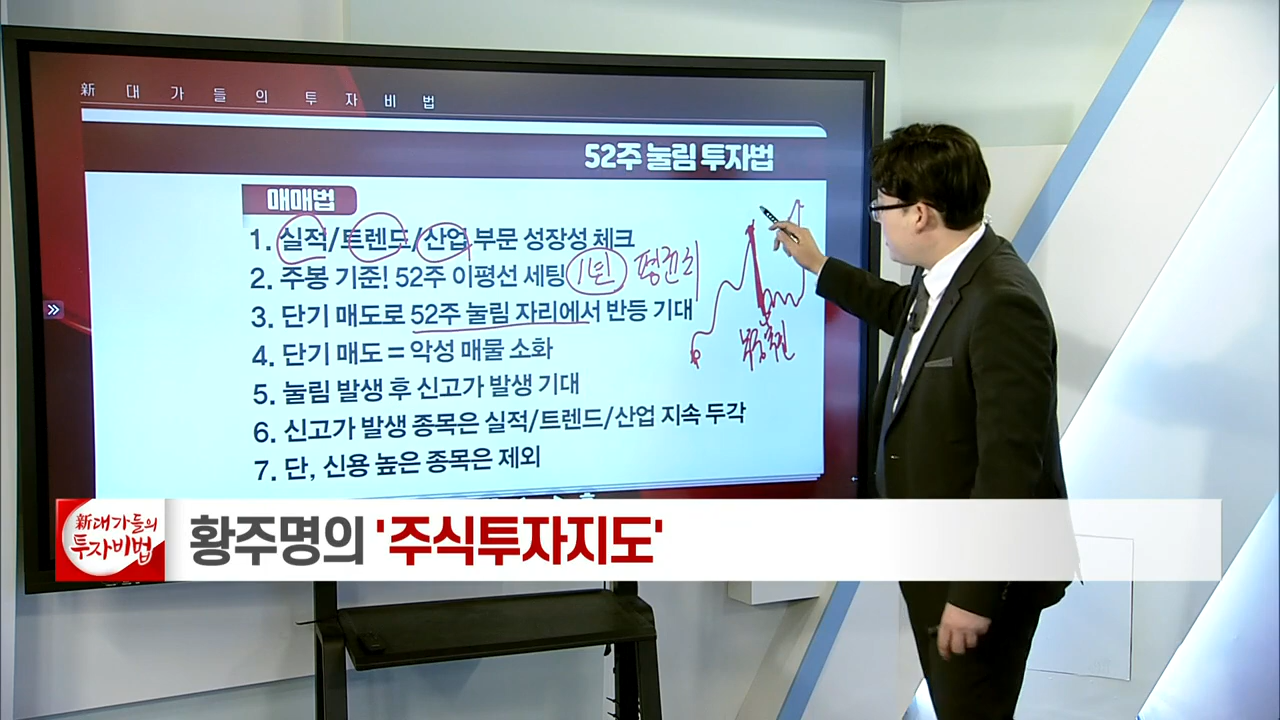 新 대가들의 투자비법
52주 눌림 투자법
매매법
1. 실적/트렌드/산업 부문 성장성 체크
2. 주봉 기준! 52주 이평선 세팅 1년 평균치
3. 단기 매도로 52주 눌림 자리에서 반등 기대
4. 단기 매도 = 악성 매물 소화
5. 눌림 발생 후 신고가 발생 기대
6. 신고가 발생 종목은 실적/트렌드/산업 지속 두각
7. 단, 신용 높은 종목은 제외
新대가들의
투자비법
황주명의 '주식투자지도'